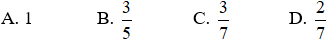 A. 1 B. 3/5 C. 3/7 D. 2/7